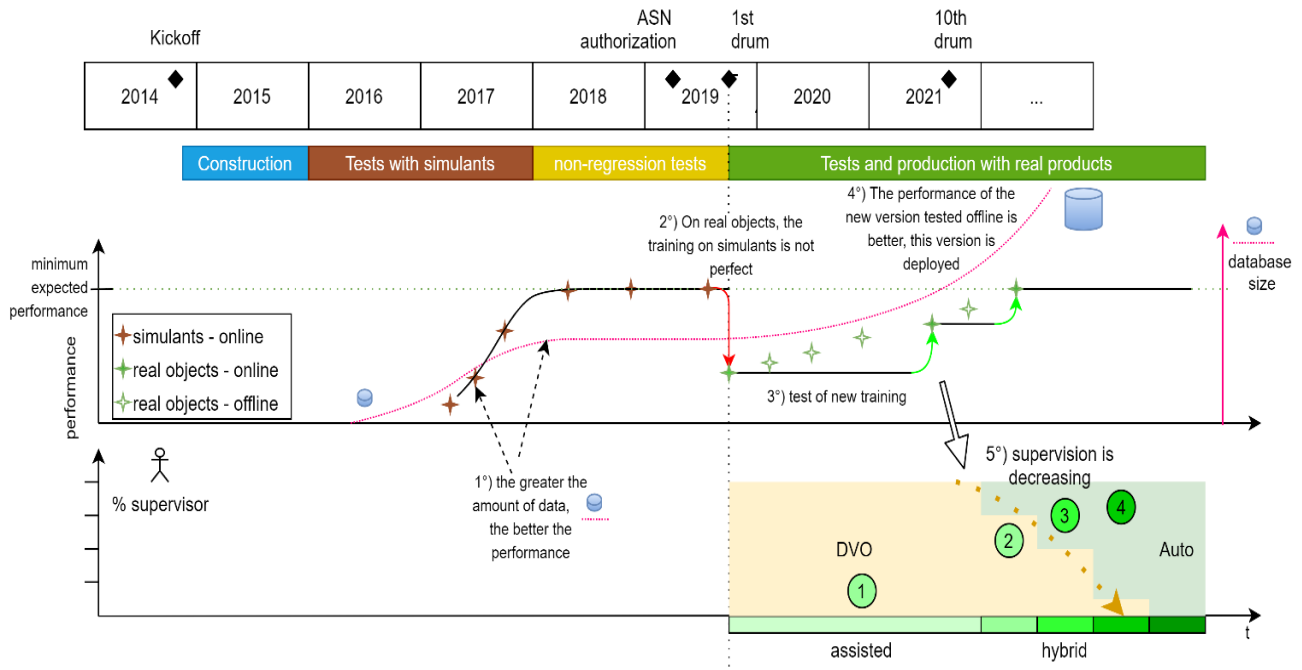 ASN
authorization
1st
drum
10th
drum
Kickoff
2014
2015
2016
2017
2018
2019
2020
2021
...
Construction
Tests with simulants
non-regression tests
Tests and production with real products
2°) On real objects, the
training on simulants is not
perfect
4°) The performance of the
new version tested offline is
better, this version is
deployed
minimum
expected
performance
database
size
simulants - online
real objects - online
real objects - offline
performance
3°) test of new training
% supervisor
1°) the greater the
amount of data,
the better the
performance
5°) supervision is
decreasing
DVO
1
2
3
4
Auto
assisted
hybrid
t